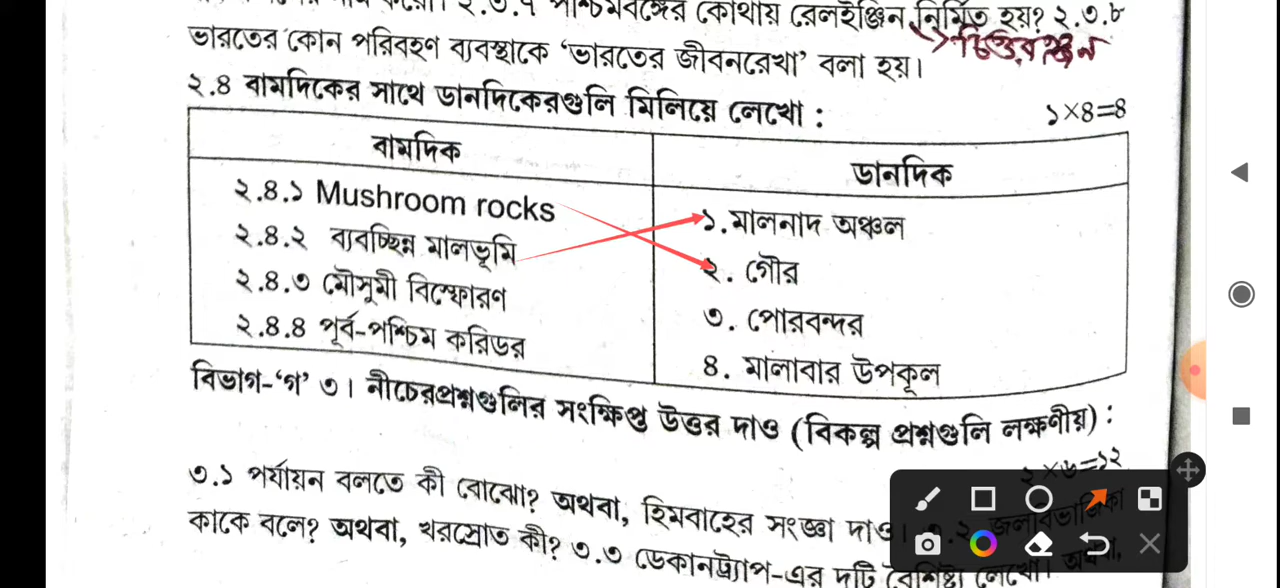 ২.৩.৭ পশ্চিমবঙ্গের কোথায় রেলইঞ্জিন নির্মিত হয়? ২.৩.৮
চিত্তরঞ্জন
ভারতের কোন পরিবহণ ব্যবস্থাকে ‘ভারতের জীবনরেখা’ বলা হয়।
২.৪ বামদিকের সাথে ডানদিকেরগুলি মিলিয়ে লেখো : ১×৪=৪
বামদিক ডানদিক
২.৪.১ Mushroom rocks ১. মালনাদ অঞ্চল
২.৪.২ ব্যবচ্ছিন্ন মালভূমি ২. গৌর
২.৪.৩ মৌসুমী বিস্ফোরণ ৩. পোরবন্দর
২.৪.৪ পূর্ব-পশ্চিম করিডর ৪. মালাবার উপকূল
বিভাগ-‘গ’ ৩। নীচেরপ্রশ্নগুলির সংক্ষিপ্ত উত্তর দাও (বিকল্প প্রশ্নগুলি লক্ষণীয়) :
২×৬=১২
৩.১ পর্যায়ন বলতে কী বোঝো? অথবা, হিমবাহের সংজ্ঞা দাও।
কাকে বলে? অথবা, খরস্রোত কী? ৩.৩ ডেকানট্র্যাপ-এর দুটি বৈশিষ্ট্য লেখো।